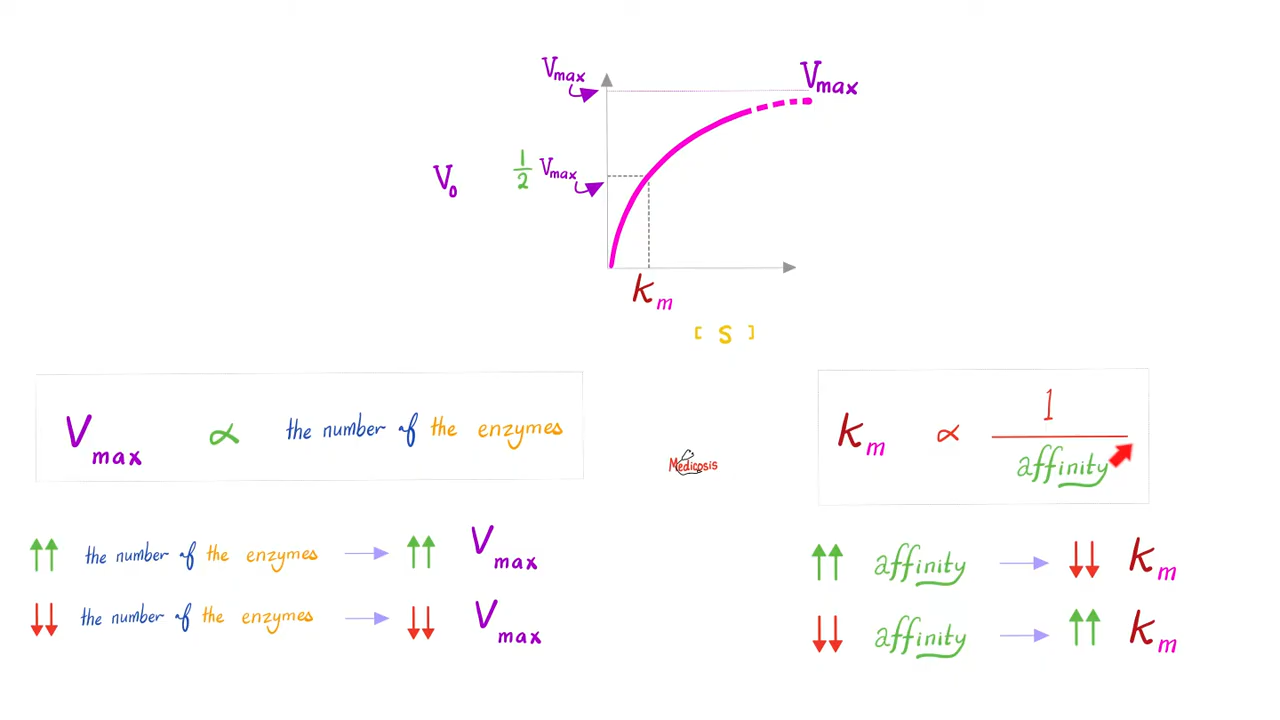 Vmax
Vmax
1/2 Vmax
V0
km
[ S ]
Vmax ∝ the number of the enzymes
km ∝ 1/affinity
Medicosis
↑↑ the number of the enzymes → ↑↑ Vmax
↓↓ the number of the enzymes → ↓↓ Vmax
↑↑ affinity → ↓↓ km
↓↓ affinity → ↑↑ km